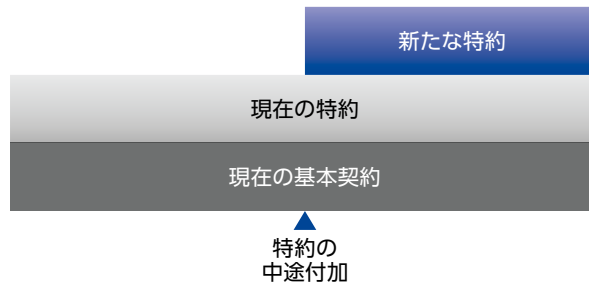 新たな特約
現在の特約
現在の基本契約
特約の
中途付加